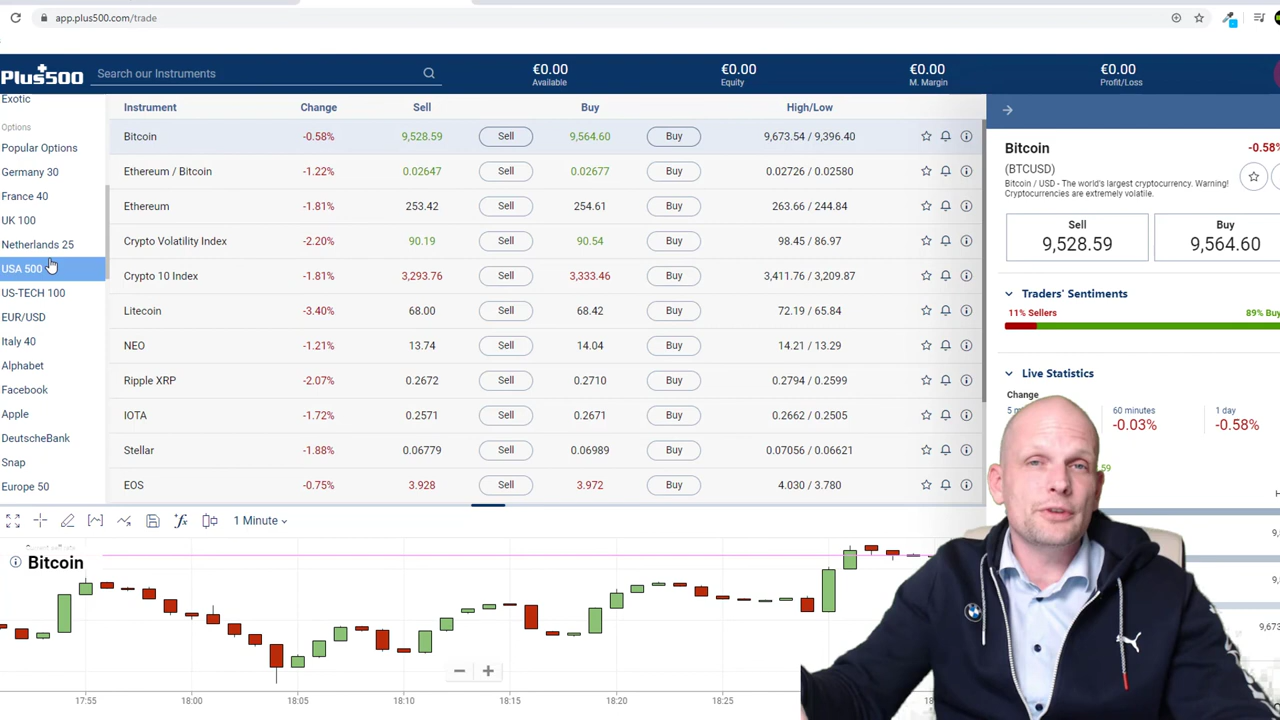 app.plus500.com/trade
Plus500
Search our Instruments
€0.00
Available
€0.00
Equity
€0.00
M. Margin
€0.00
Profit/Loss
Exotic
Options
Popular Options
Germany 30
France 40
UK 100
Netherlands 25
USA 500
US-TECH 100
EUR/USD
Italy 40
Alphabet
Facebook
Apple
DeutscheBank
Snap
Europe 50
Instrument Change Sell Buy High/Low
Bitcoin -0.58% 9,528.59 Sell 9,564.60 Buy 9,673.54 / 9,396.40
Ethereum / Bitcoin -1.22% 0.02647 Sell 0.02677 Buy 0.02726 / 0.02580
Ethereum -1.81% 253.42 Sell 254.61 Buy 263.66 / 244.84
Crypto Volatility Index -2.20% 90.19 Sell 90.54 Buy 98.45 / 86.97
Crypto 10 Index -1.81% 3,293.76 Sell 3,333.46 Buy 3,411.76 / 3,209.87
Litecoin -3.40% 68.00 Sell 68.42 Buy 72.19 / 65.84
NEO -1.21% 13.74 Sell 14.04 Buy 14.21 / 13.29
Ripple XRP -2.07% 0.2672 Sell 0.2710 Buy 0.2794 / 0.2599
IOTA -1.72% 0.2571 Sell 0.2671 Buy 0.2662 / 0.2505
Stellar -1.88% 0.06779 Sell 0.06989 Buy 0.07056 / 0.06621
EOS -0.75% 3.928 Sell 3.972 Buy 4.030 / 3.780
Bitcoin -0.58%
(BTCUSD)
Bitcoin / USD - The world's largest cryptocurrency. Warning!
Cryptocurrencies are extremely volatile.
Sell
9,528.59
Buy
9,564.60
Traders' Sentiments
11% Sellers 89% Buy
Live Statistics
Change
5 m 60 minutes 1 day
-0.03% -0.58%
.59
H
9,
9,5
9,673
1 Minute
Current sell rate
Bitcoin
17:55 18:00 18:05 18:10 18:15 18:20 18:25 18
PUMA
BMW